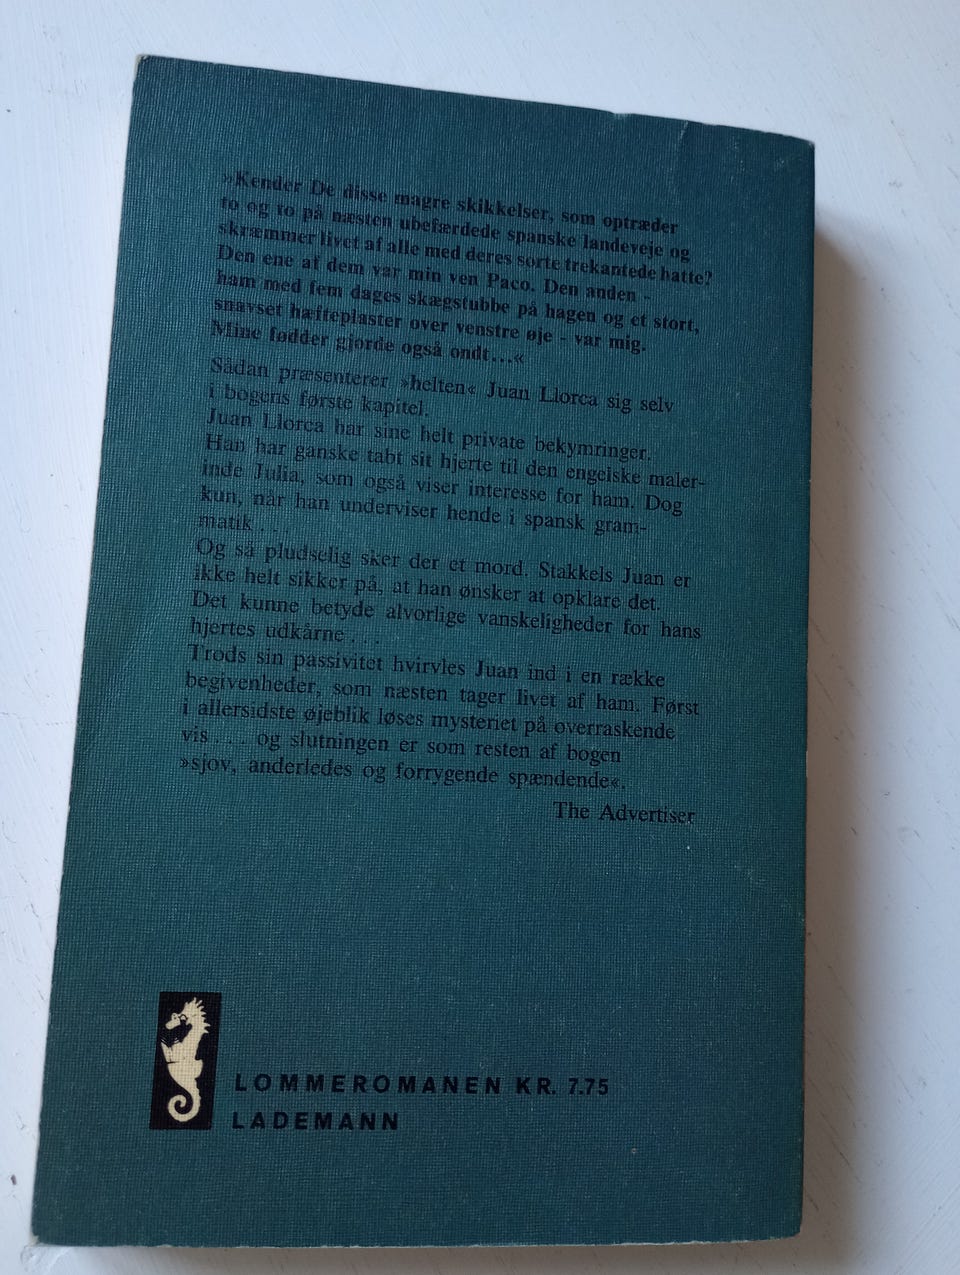 »Kender De disse magre skikkelser, som optræder
to og to på næsten ubefærdede spanske landeveje og
skræmmer livet af alle med deres sorte trekantede hatte?
Den ene af dem var min ven Paco. Den anden -
ham med fem dages skægstubbe på hagen og et stort,
snavset hæfteplaster over venstre øje - var mig.
Mine fødder gjorde også ondt...«
Sådan præsenterer »helten« Juan Llorca sig selv
i bogens første kapitel.
Juan Llorca har sine helt private bekymringer.
Han har ganske tabt sit hjerte til den engelske maler-
inde Julia, som også viser interesse for ham. Dog
kun, når han underviser hende i spansk gram-
matik . . .
Og så pludselig sker der et mord. Stakkels Juan er
ikke helt sikker på, at han ønsker at opklare det.
Det kunne betyde alvorlige vanskeligheder for hans
hjertes udkårne . . .
Trods sin passivitet hvirvles Juan ind i en række
begivenheder, som næsten tager livet af ham. Først
i allersidste øjeblik løses mysteriet på overraskende
vis . . . og slutningen er som resten af bogen
»sjov, anderledes og forrygende spændende«.
The Advertiser
LOMMEROMANEN KR. 7.75
LADEMANN